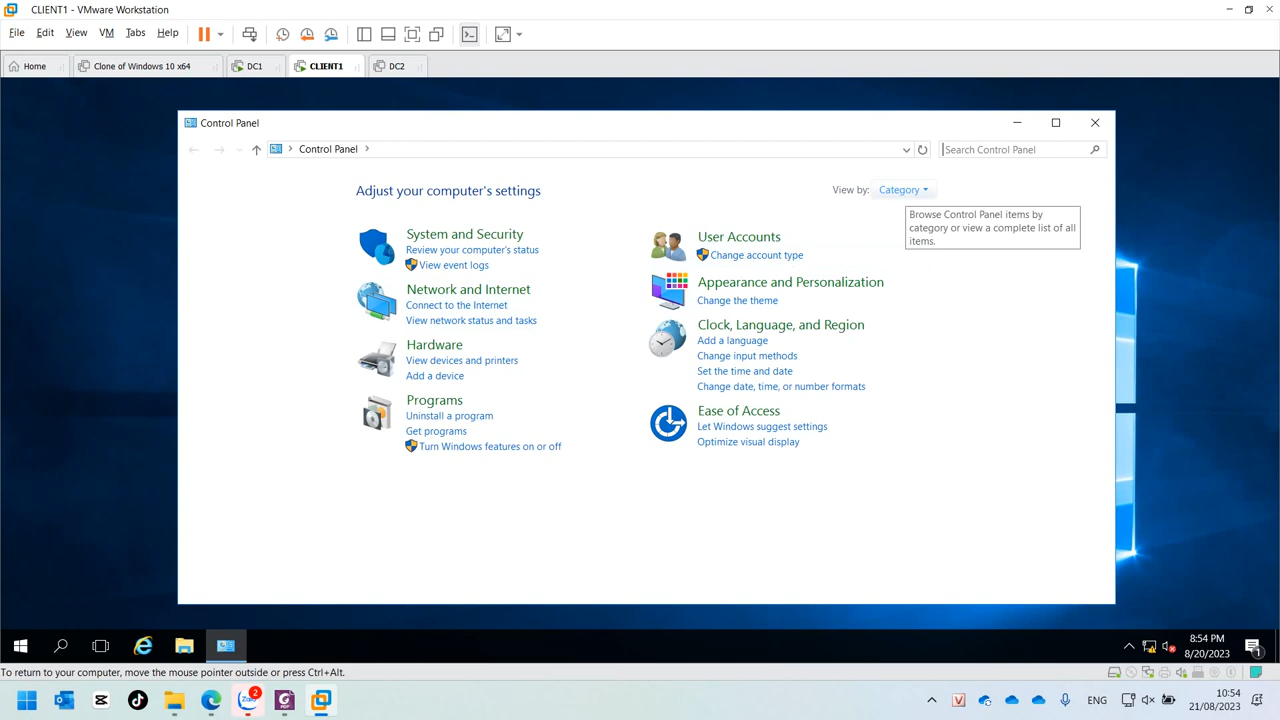 CLIENT1 - VMware Workstation
File Edit View VM Tabs Help
Home Clone of Windows 10 x64 DC1 CLIENT1 DC2
Control Panel
Control Panel
Search Control Panel
Adjust your computer's settings
View by: Category
Browse Control Panel items by
category or view a complete list of all
items.
System and Security
Review your computer's status
View event logs
Network and Internet
Connect to the Internet
View network status and tasks
Hardware
View devices and printers
Add a device
Programs
Uninstall a program
Get programs
Turn Windows features on or off
User Accounts
Change account type
Appearance and Personalization
Change the theme
Clock, Language, and Region
Add a language
Change input methods
Set the time and date
Change date, time, or number formats
Ease of Access
Let Windows suggest settings
Optimize visual display
8:54 PM
8/20/2023
1
To return to your computer, move the mouse pointer outside or press Ctrl+Alt.
Zalo
2
PDF
V
ENG
10:54
21/08/2023